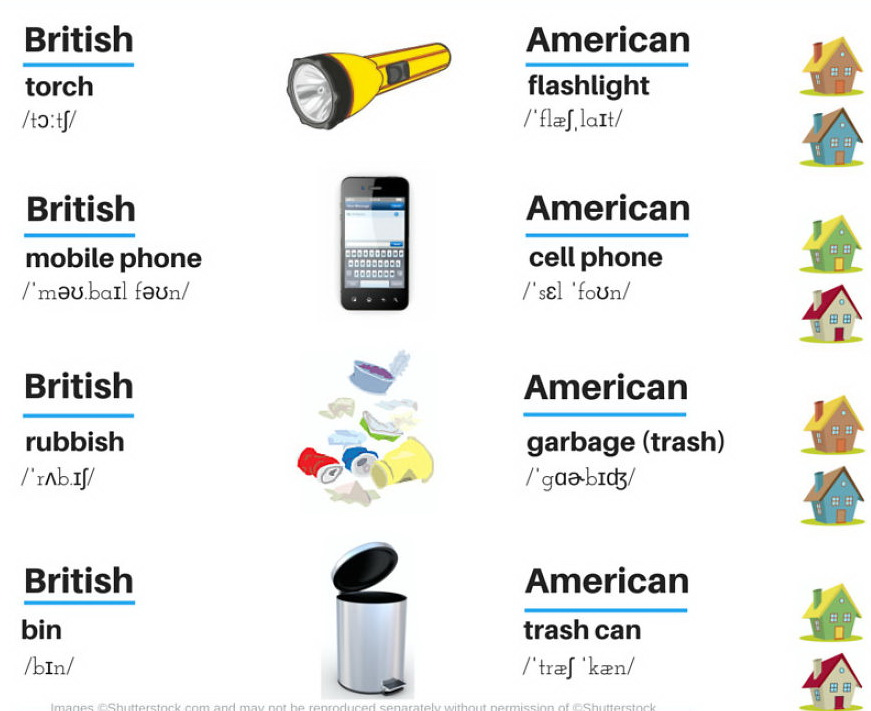 British
American
torch
flashlight
/tɔːtʃ/
/ˈflæʃˌlaɪt/
British
American
mobile phone
cell phone
/ˈməʊ.baɪl fəʊn/
/ˈsɛl ˈfoʊn/
British
American
rubbish
garbage (trash)
/ˈrʌb.ɪʃ/
/ˈgɑɚbɪʤ/
British
American
bin
trash can
/bɪn/
/ˈtræʃ ˈkæn/
Images ©Shutterstock.com and may not be reproduced separately without permission of ©Shutterstock